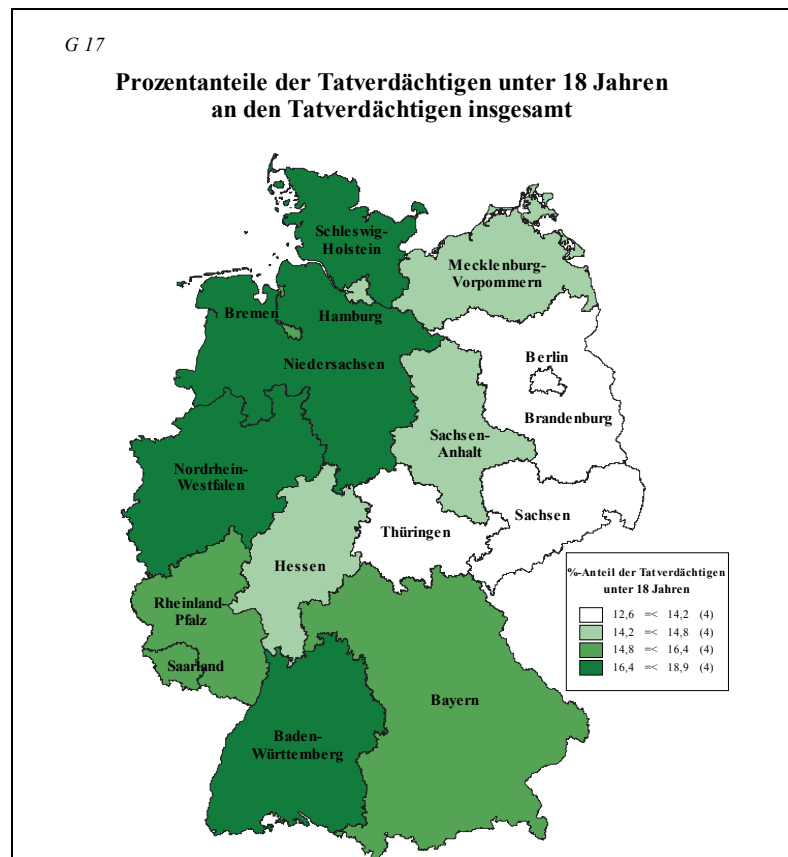 G 17
Prozentanteile der Tatverdächtigen unter 18 Jahren
an den Tatverdächtigen insgesamt
Schleswig-
Holstein
Mecklenburg-
Vorpommern
Bremen
Hamburg
Niedersachsen
Berlin
Brandenburg
Sachsen-
Anhalt
Nordrhein-
Westfalen
Sachsen
Thüringen
Hessen
Rheinland-
Pfalz
Saarland
Bayern
Baden-
Württemberg
%-Anteil der Tatverdächtigen
unter 18 Jahren
12,6 =< 14,2 (4)
14,2 =< 14,8 (4)
14,8 =< 16,4 (4)
16,4 =< 18,9 (4)